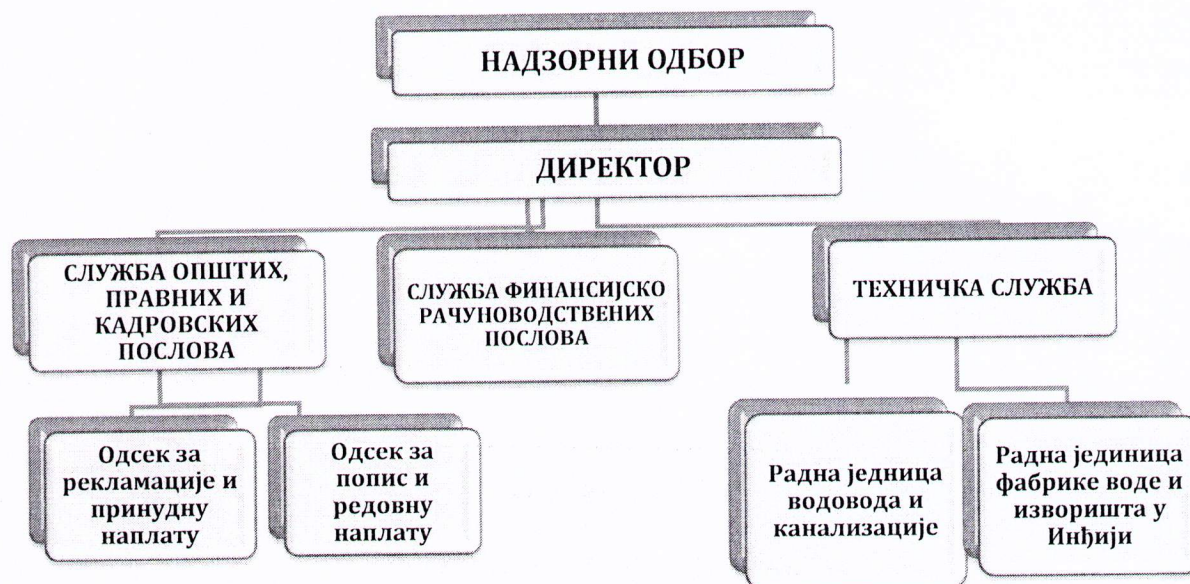 НАДЗОРНИ ОДБОР
ДИРЕКТОР
СЛУЖБА ОПШТИХ,
ПРАВНИХ И
КАДРОВСКИХ
ПОСЛОВА
СЛУЖБА ФИНАНСИЈСКО
РАЧУНОВОДСТВЕНИХ
ПОСЛОВА
ТЕХНИЧКА СЛУЖБА
Одсек за
рекламације и
принудну
наплату
Одсек за
попис и
редовну
наплату
Радна једница
водовода и
канализације
Радна јединица
фабрике воде и
изворишта у
Инђији